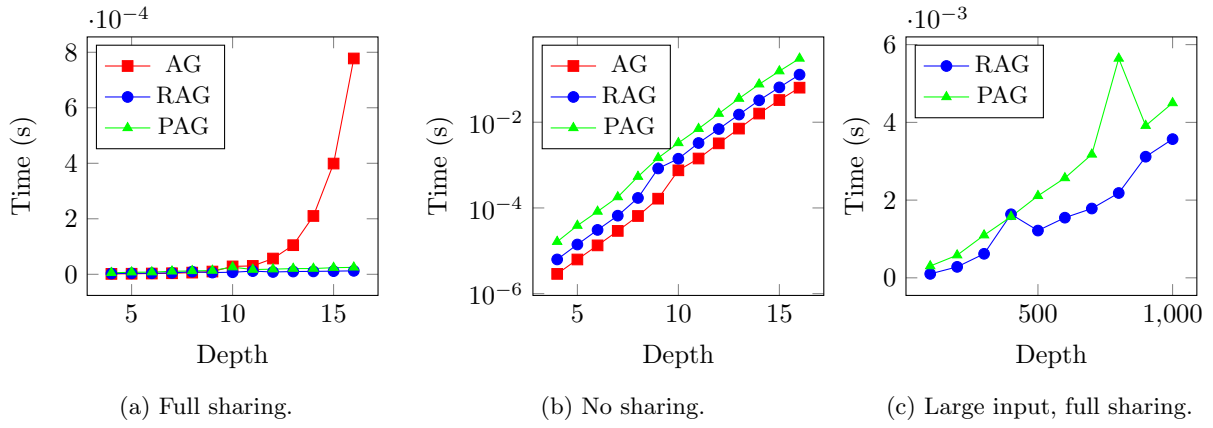 ·10⁻⁴
8
6
4
2
0
5
10
15
Time (s)
Depth
AG
RAG
PAG
(a) Full sharing.
10⁻²
10⁻⁴
10⁻⁶
5
10
15
Time (s)
Depth
AG
RAG
PAG
(b) No sharing.
·10⁻³
6
4
2
0
500
1,000
Time (s)
Depth
RAG
PAG
(c) Large input, full sharing.